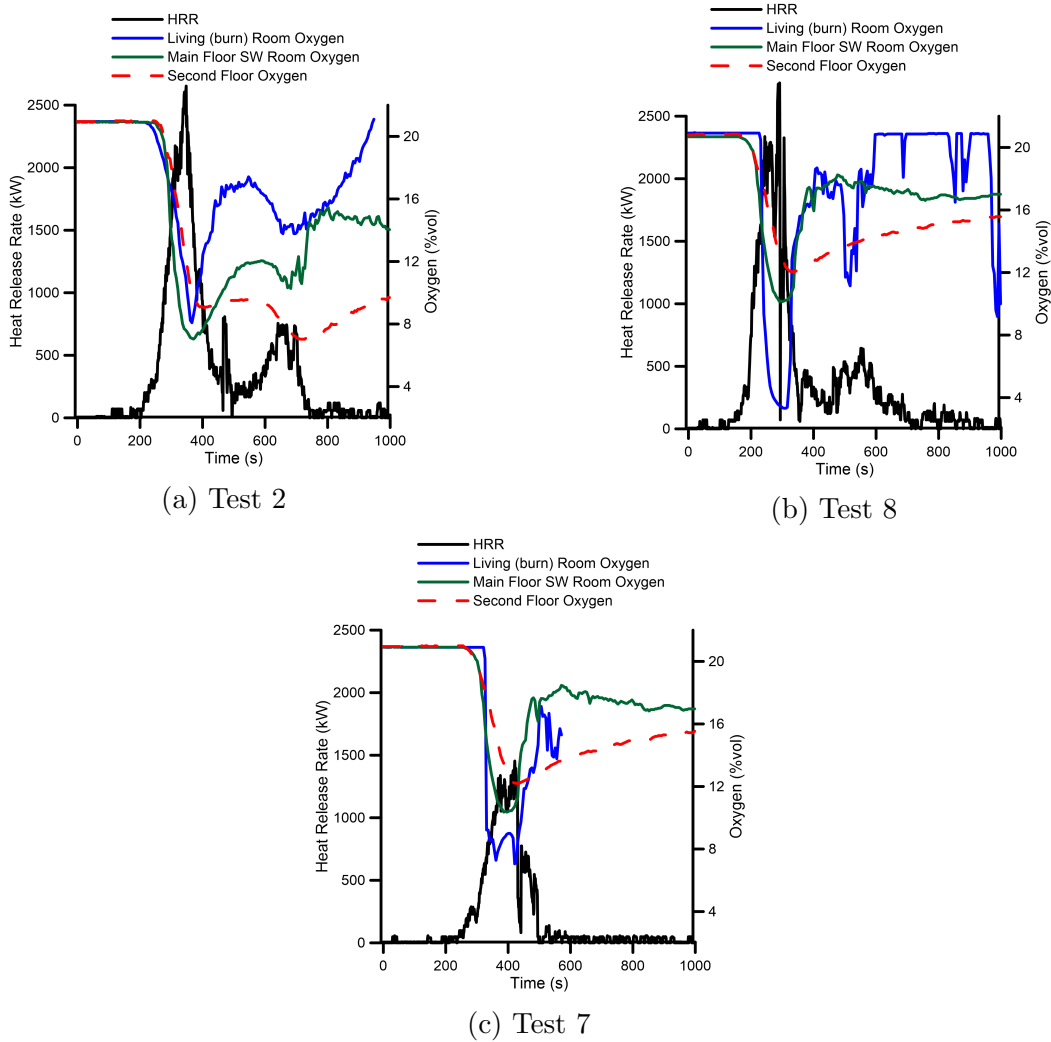 HRR
Living (burn) Room Oxygen
Main Floor SW Room Oxygen
Second Floor Oxygen
2500
2000
1500
1000
500
0
Heat Release Rate (kW)
20
16
12
8
4
Oxygen (%vol)
0 200 400 600 800 1000
Time (s)
(a) Test 2
HRR
Living (burn) Room Oxygen
Main Floor SW Room Oxygen
Second Floor Oxygen
2500
2000
1500
1000
500
0
Heat Release Rate (kW)
20
16
12
8
4
Oxygen (%vol)
0 200 400 600 800 1000
Time (s)
(b) Test 8
HRR
Living (burn) Room Oxygen
Main Floor SW Room Oxygen
Second Floor Oxygen
2500
2000
1500
1000
500
0
Heat Release Rate (kW)
20
16
12
8
4
Oxygen (%vol)
0 200 400 600 800 1000
Time (s)
(c) Test 7